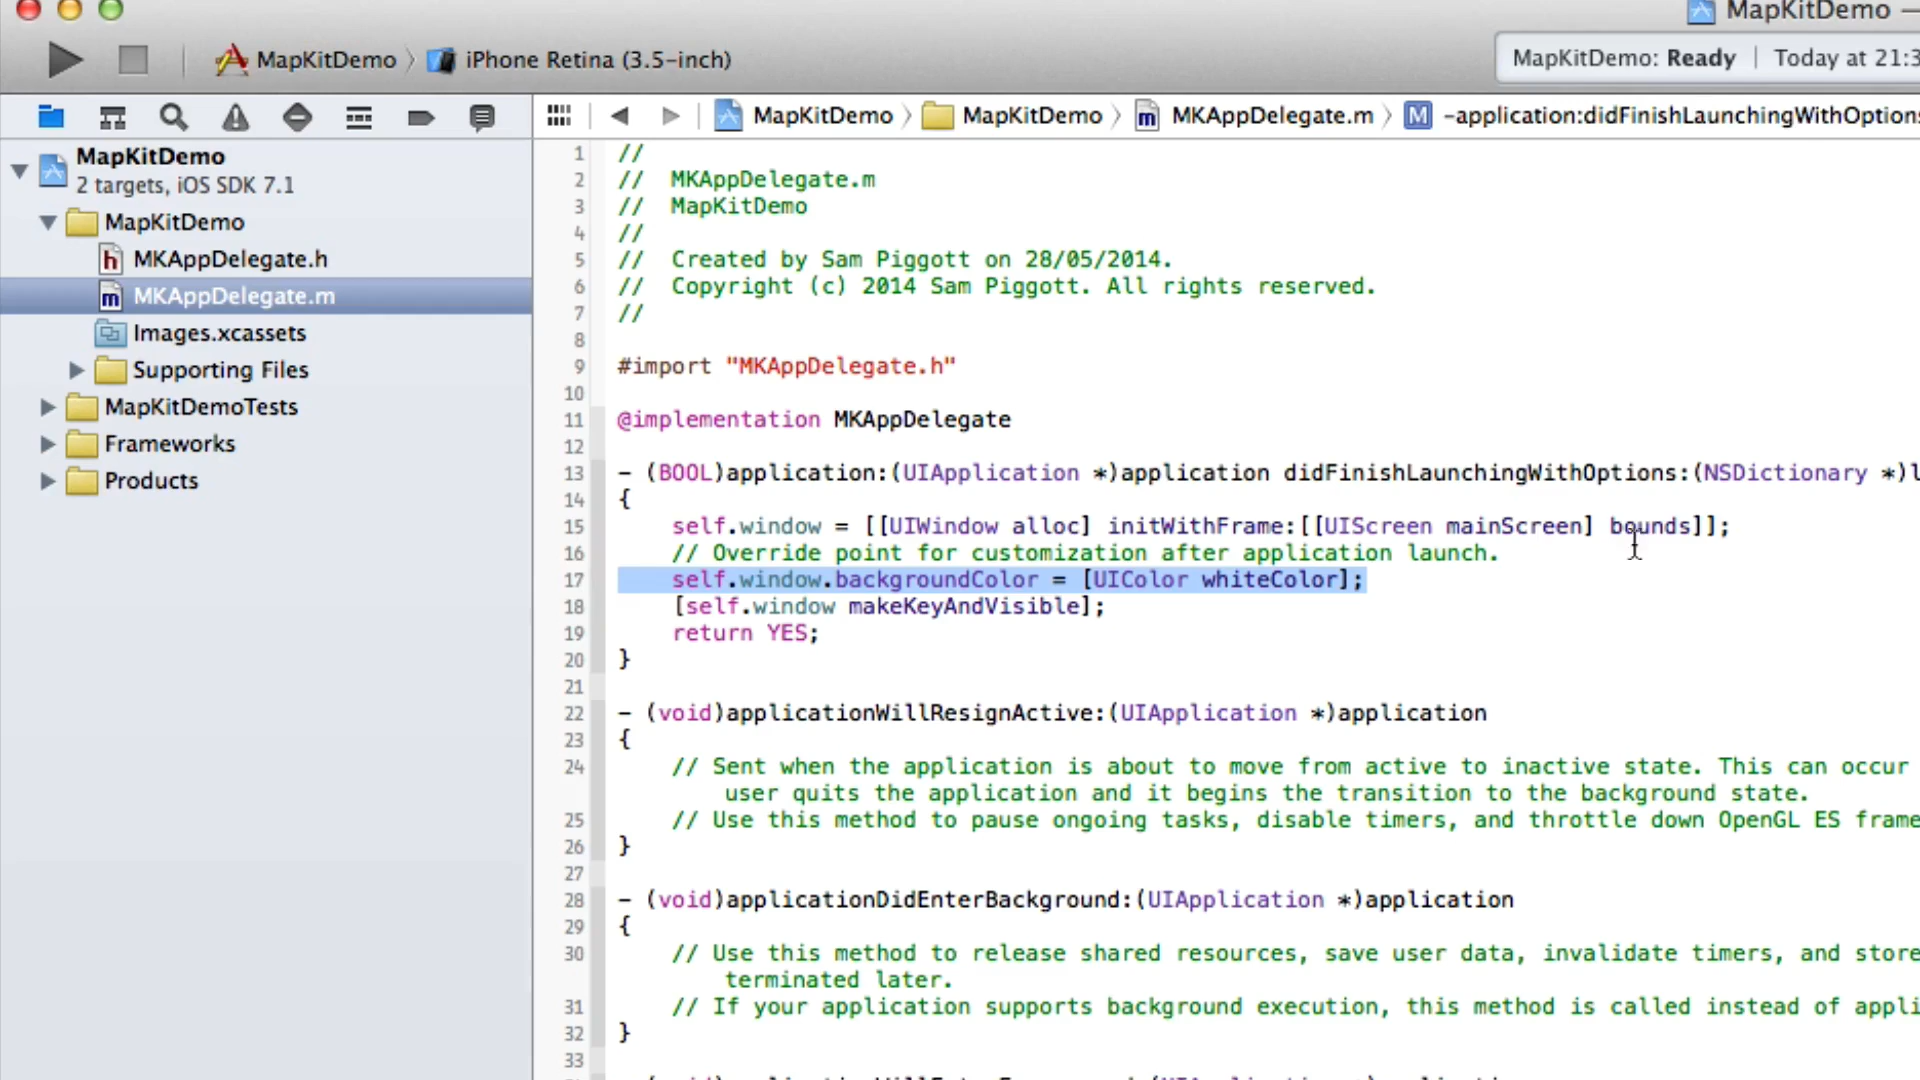 MapKitDemo —
MapKitDemo
iPhone Retina (3.5-inch)
MapKitDemo: Ready
Today at 21:3
MapKitDemo
MapKitDemo
MKAppDelegate.m
M
-application:didFinishLaunchingWithOptions
MapKitDemo
2 targets, iOS SDK 7.1
MapKitDemo
h MKAppDelegate.h
m MKAppDelegate.m
Images.xcassets
Supporting Files
MapKitDemoTests
Frameworks
Products
1 //
2 //  MKAppDelegate.m
3 //  MapKitDemo
4 //
5 //  Created by Sam Piggott on 28/05/2014.
6 //  Copyright (c) 2014 Sam Piggott. All rights reserved.
7 //
8
9 #import "MKAppDelegate.h"
10
11 @implementation MKAppDelegate
12
13 - (BOOL)application:(UIApplication *)application didFinishLaunchingWithOptions:(NSDictionary *)l
14 {
15     self.window = [[UIWindow alloc] initWithFrame:[[UIScreen mainScreen] bounds]];
16     // Override point for customization after application launch.
17     self.window.backgroundColor = [UIColor whiteColor];
18     [self.window makeKeyAndVisible];
19     return YES;
20 }
21
22 - (void)applicationWillResignActive:(UIApplication *)application
23 {
24     // Sent when the application is about to move from active to inactive state. This can occur
user quits the application and it begins the transition to the background state.
25     // Use this method to pause ongoing tasks, disable timers, and throttle down OpenGL ES frame
26 }
27
28 - (void)applicationDidEnterBackground:(UIApplication *)application
29 {
30     // Use this method to release shared resources, save user data, invalidate timers, and store
terminated later.
31     // If your application supports background execution, this method is called instead of appli
32 }
33